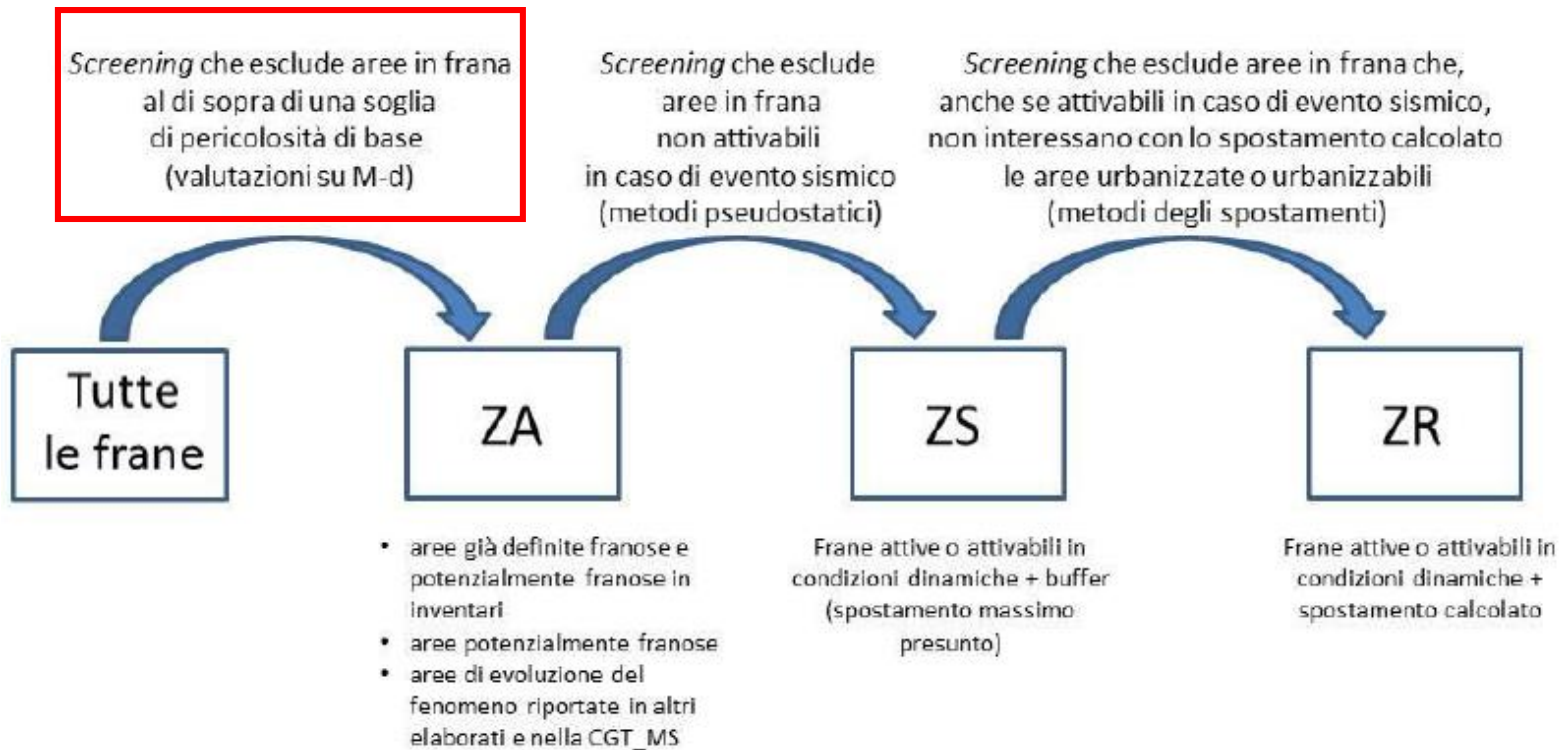 Screening che esclude aree in frana
al di sopra di una soglia
di pericolosità di base
(valutazioni su M-d)
Screening che esclude
aree in frana
non attivabili
in caso di evento sismico
(metodi pseudostatici)
Screening che esclude aree in frana che,
anche se attivabili in caso di evento sismico,
non interessano con lo spostamento calcolato
le aree urbanizzate o urbanizzabili
(metodi degli spostamenti)
Tutte
le frane
ZA
ZS
ZR
• aree già definite franose e
potenzialmente franose in
inventari
• aree potenzialmente franose
• aree di evoluzione del
fenomeno riportate in altri
elaborati e nella CGT_MS
Frane attive o attivabili in
condizioni dinamiche + buffer
(spostamento massimo
presunto)
Frane attive o attivabili in
condizioni dinamiche +
spostamento calcolato